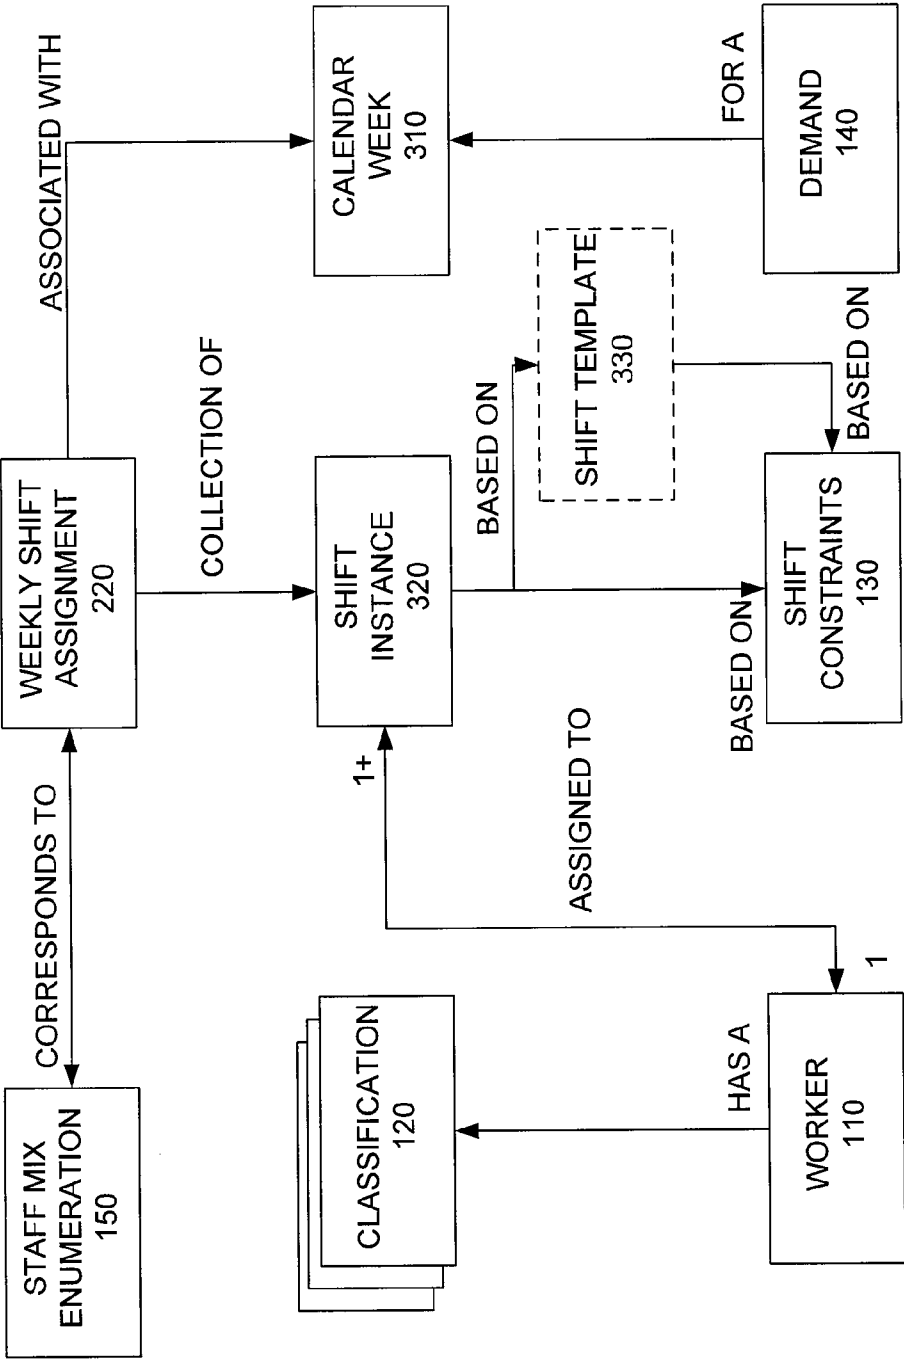 STAFF MIX
ENUMERATION
150
CORRESPONDS TO
WEEKLY SHIFT
ASSIGNMENT
220
ASSOCIATED WITH
COLLECTION OF
CLASSIFICATION
120
1+
SHIFT
INSTANCE
320
CALENDAR
WEEK
310
BASED ON
ASSIGNED TO
SHIFT TEMPLATE
330
HAS A
BASED ON
FOR A
WORKER
110
1
SHIFT
CONSTRAINTS
130
BASED ON
DEMAND
140